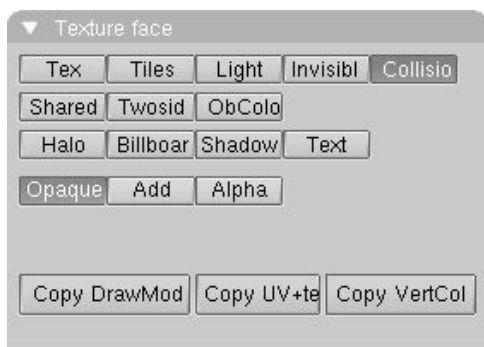 Texture face
Tex Tiles Light Invisibl Collisio
Shared Twosid ObColo
Halo Billboar Shadow Text
Opaque Add Alpha
Copy DrawMod Copy UV+te Copy VertCol